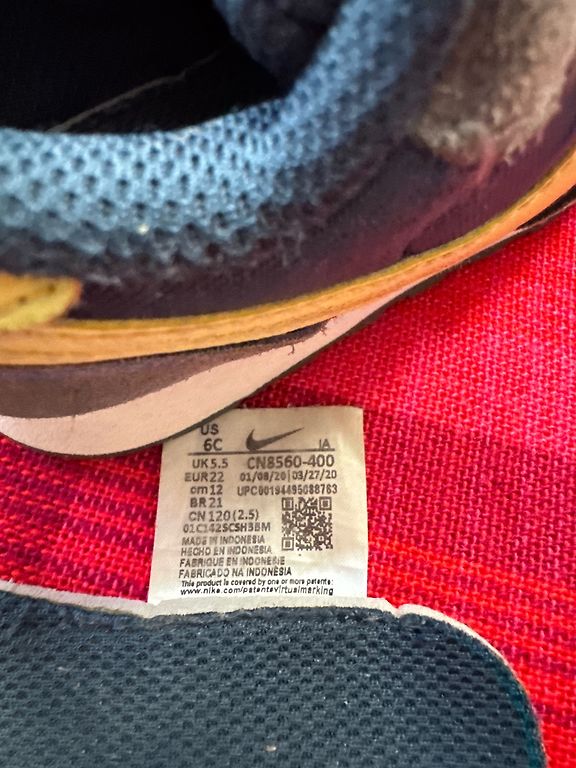 US
6C
IA
UK5.5 CN8560-400
EUR22 01/08/20 03/27/20
cm12 UPC00194495088763
BR21
CN 120(2.5)
01C142SCSH3BM
MADE IN INDONESIA
HECHO EN INDONESIA
FABRIQUE EN INDONESIE
FABRICADO NA INDONESIA
This product is covered by one or more patents:
www.nike.com/patentsvirtualmarking